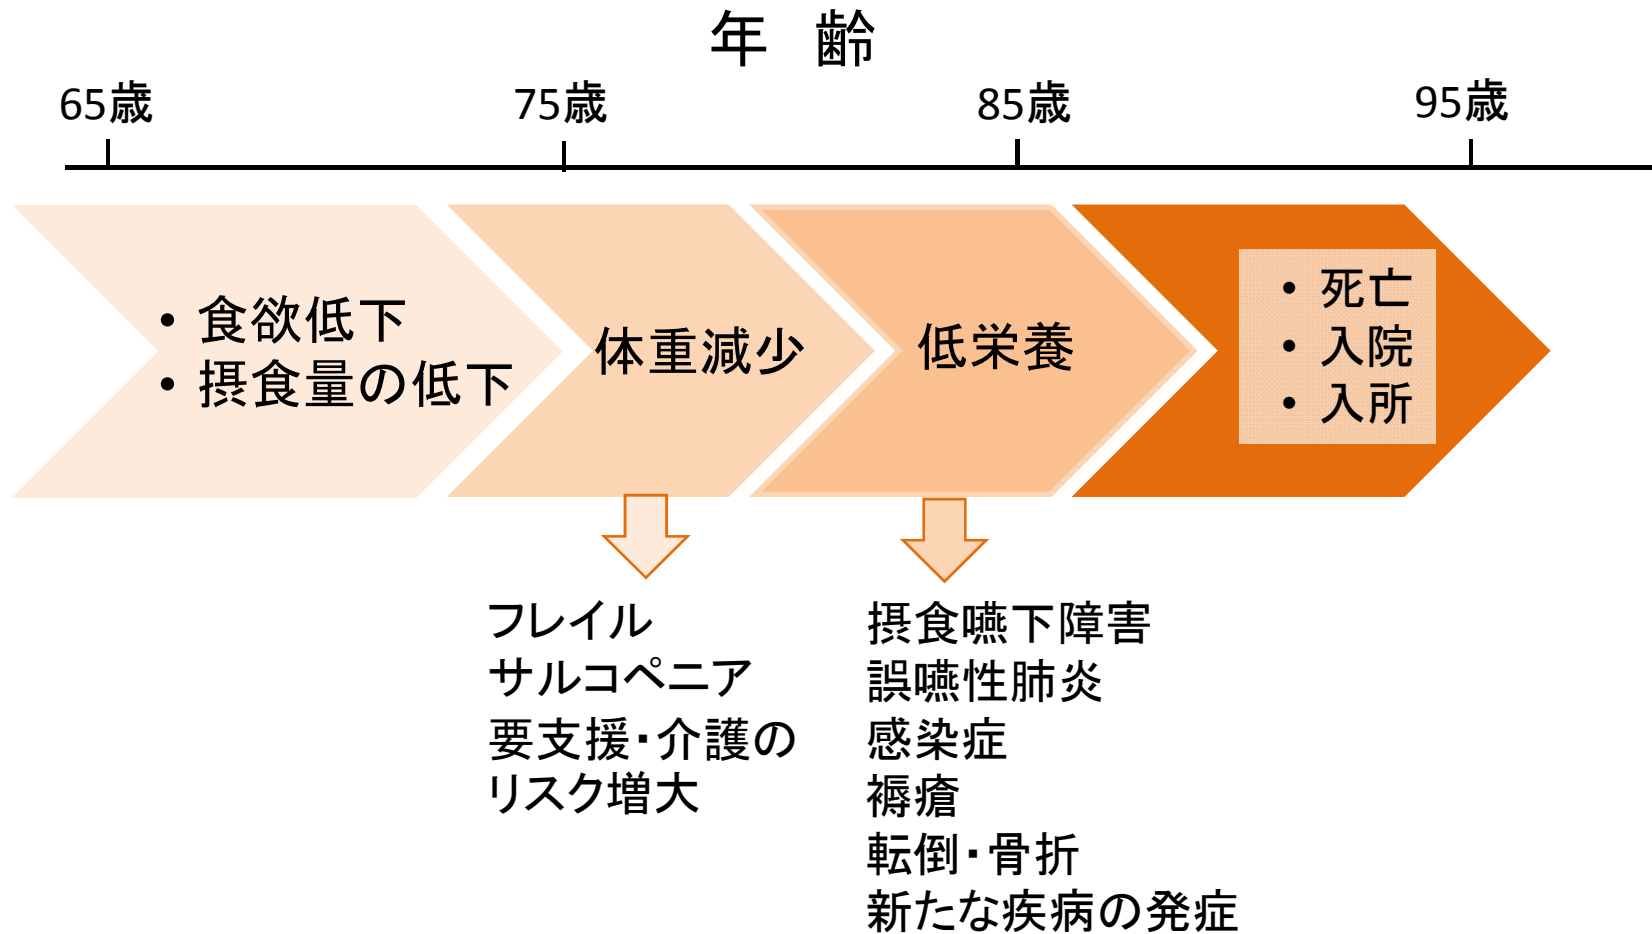 年　齢
65歳
75歳
85歳
95歳
• 食欲低下
• 摂食量の低下
体重減少
低栄養
• 死亡
• 入院
• 入所
フレイル
サルコペニア
要支援・介護の
リスク増大
摂食嚥下障害
誤嚥性肺炎
感染症
褥瘡
転倒・骨折
新たな疾病の発症